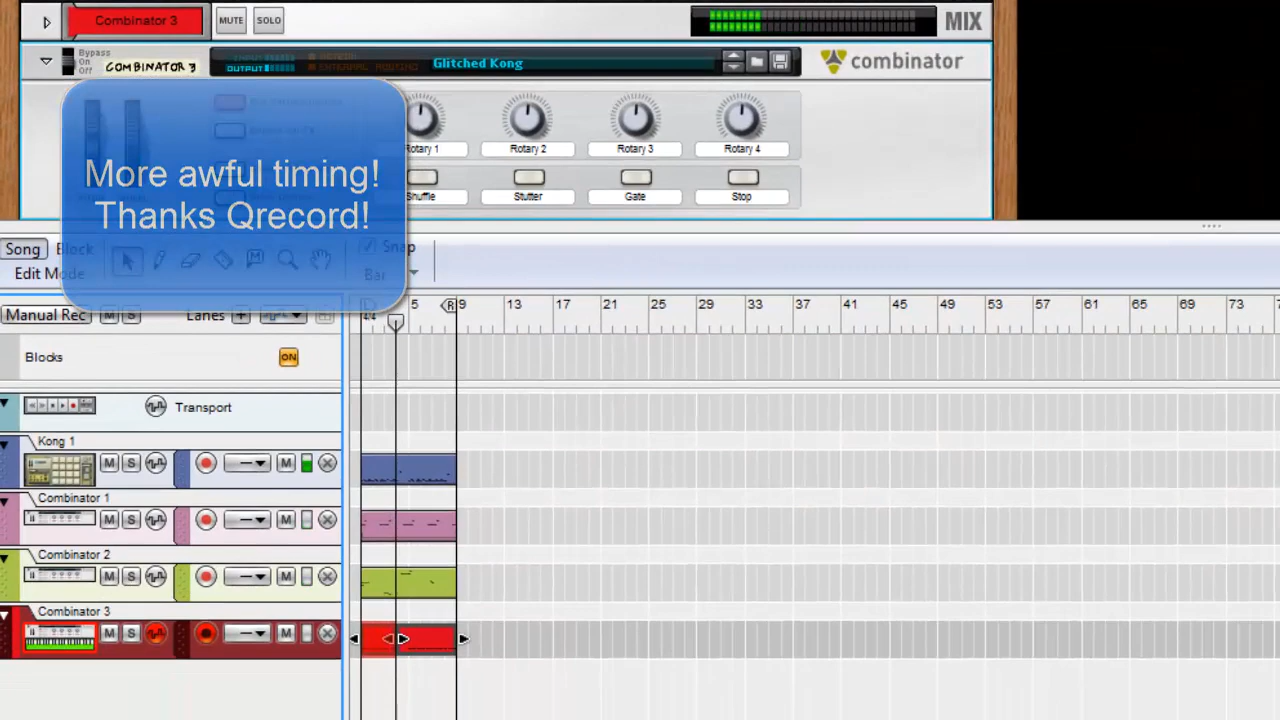 Combinator 3
MUTE
SOLO
MIX
Bypass
On
Off
COMBINATOR 3
OUTPUT
Glitched Kong
combinator
Rotary 1
Rotary 2
Rotary 3
Rotary 4
Shuffle
Stutter
Gate
Stop
More awful timing!
Thanks Qrecord!
Song
Block
Snap
Edit Mode
Bar
Manual Rec
M S
Lanes +
R
5 9 13 17 21 25 29 33 37 41 45 49 53 57 61 65 69 73
4/4
Blocks
ON
Transport
Kong 1
M S M
Combinator 1
M S M
Combinator 2
M S M
Combinator 3
M S M